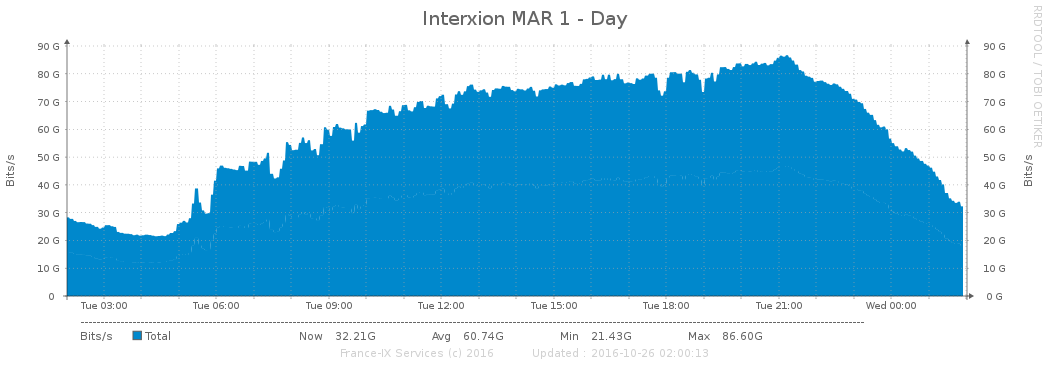 Interxion MAR 1 - Day
RRDTOOL / TOBI OETIKER
90 G 90 G
80 G 80 G
70 G 70 G
60 G 60 G
50 G 50 G
40 G 40 G
30 G 30 G
20 G 20 G
10 G 10 G
0 0 G
Bits/s
Bits/s
Tue 03:00 Tue 06:00 Tue 09:00 Tue 12:00 Tue 15:00 Tue 18:00 Tue 21:00 Wed 00:00
Bits/s Total Now 32.21G Avg 60.74G Min 21.43G Max 86.60G
France-IX Services (c) 2016 Updated : 2016-10-26 02:00:13